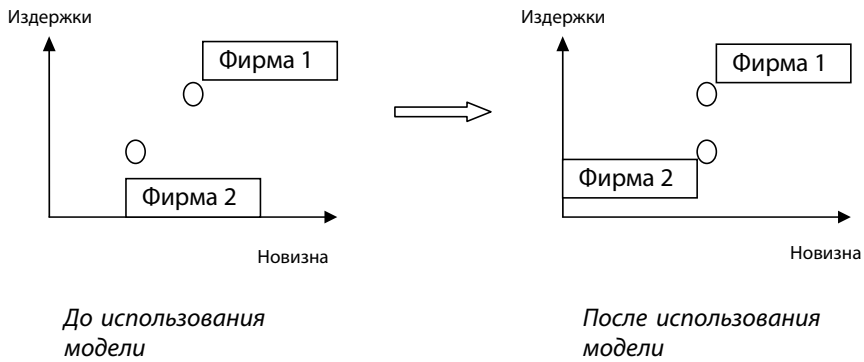 Издержки
Фирма 1
Фирма 2
Новизна
До использования
модели
Издержки
Фирма 1
Фирма 2
Новизна
После использования
модели